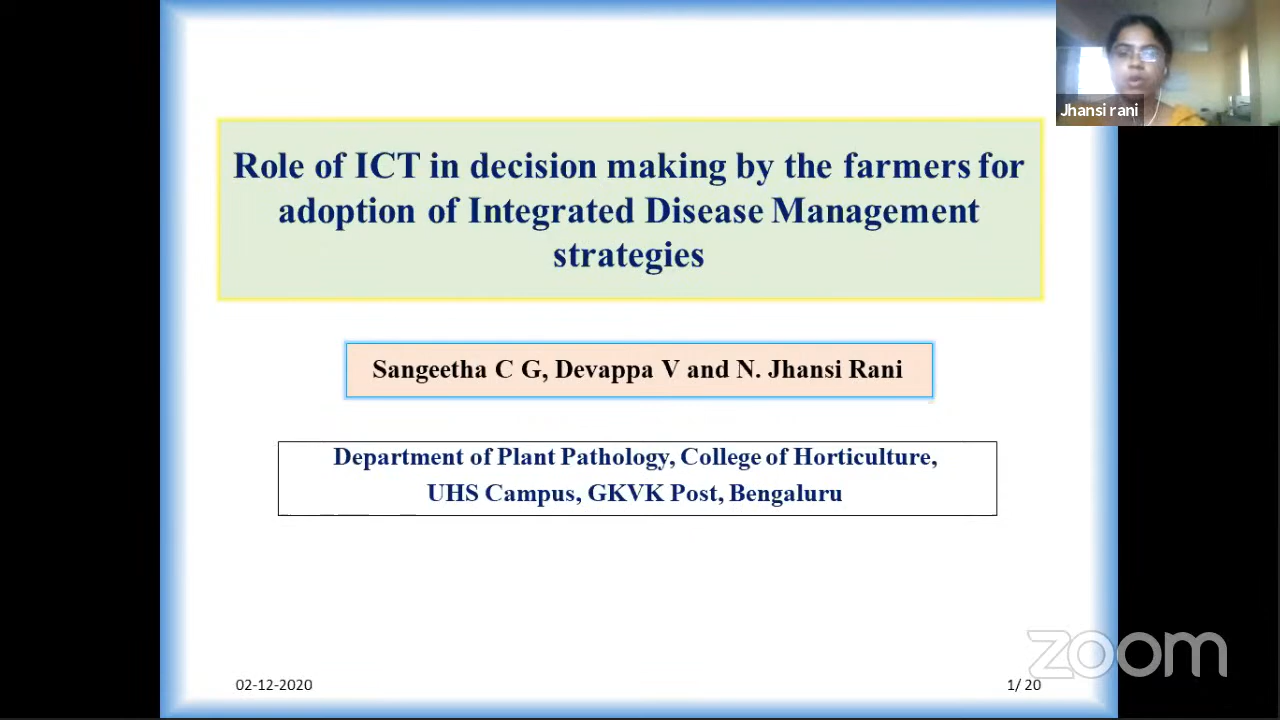 Jhansi rani
Role of ICT in decision making by the farmers for
adoption of Integrated Disease Management
strategies
Sangeetha C G, Devappa V and N. Jhansi Rani
Department of Plant Pathology, College of Horticulture,
UHS Campus, GKVK Post, Bengaluru
zoom
02-12-2020
1/ 20